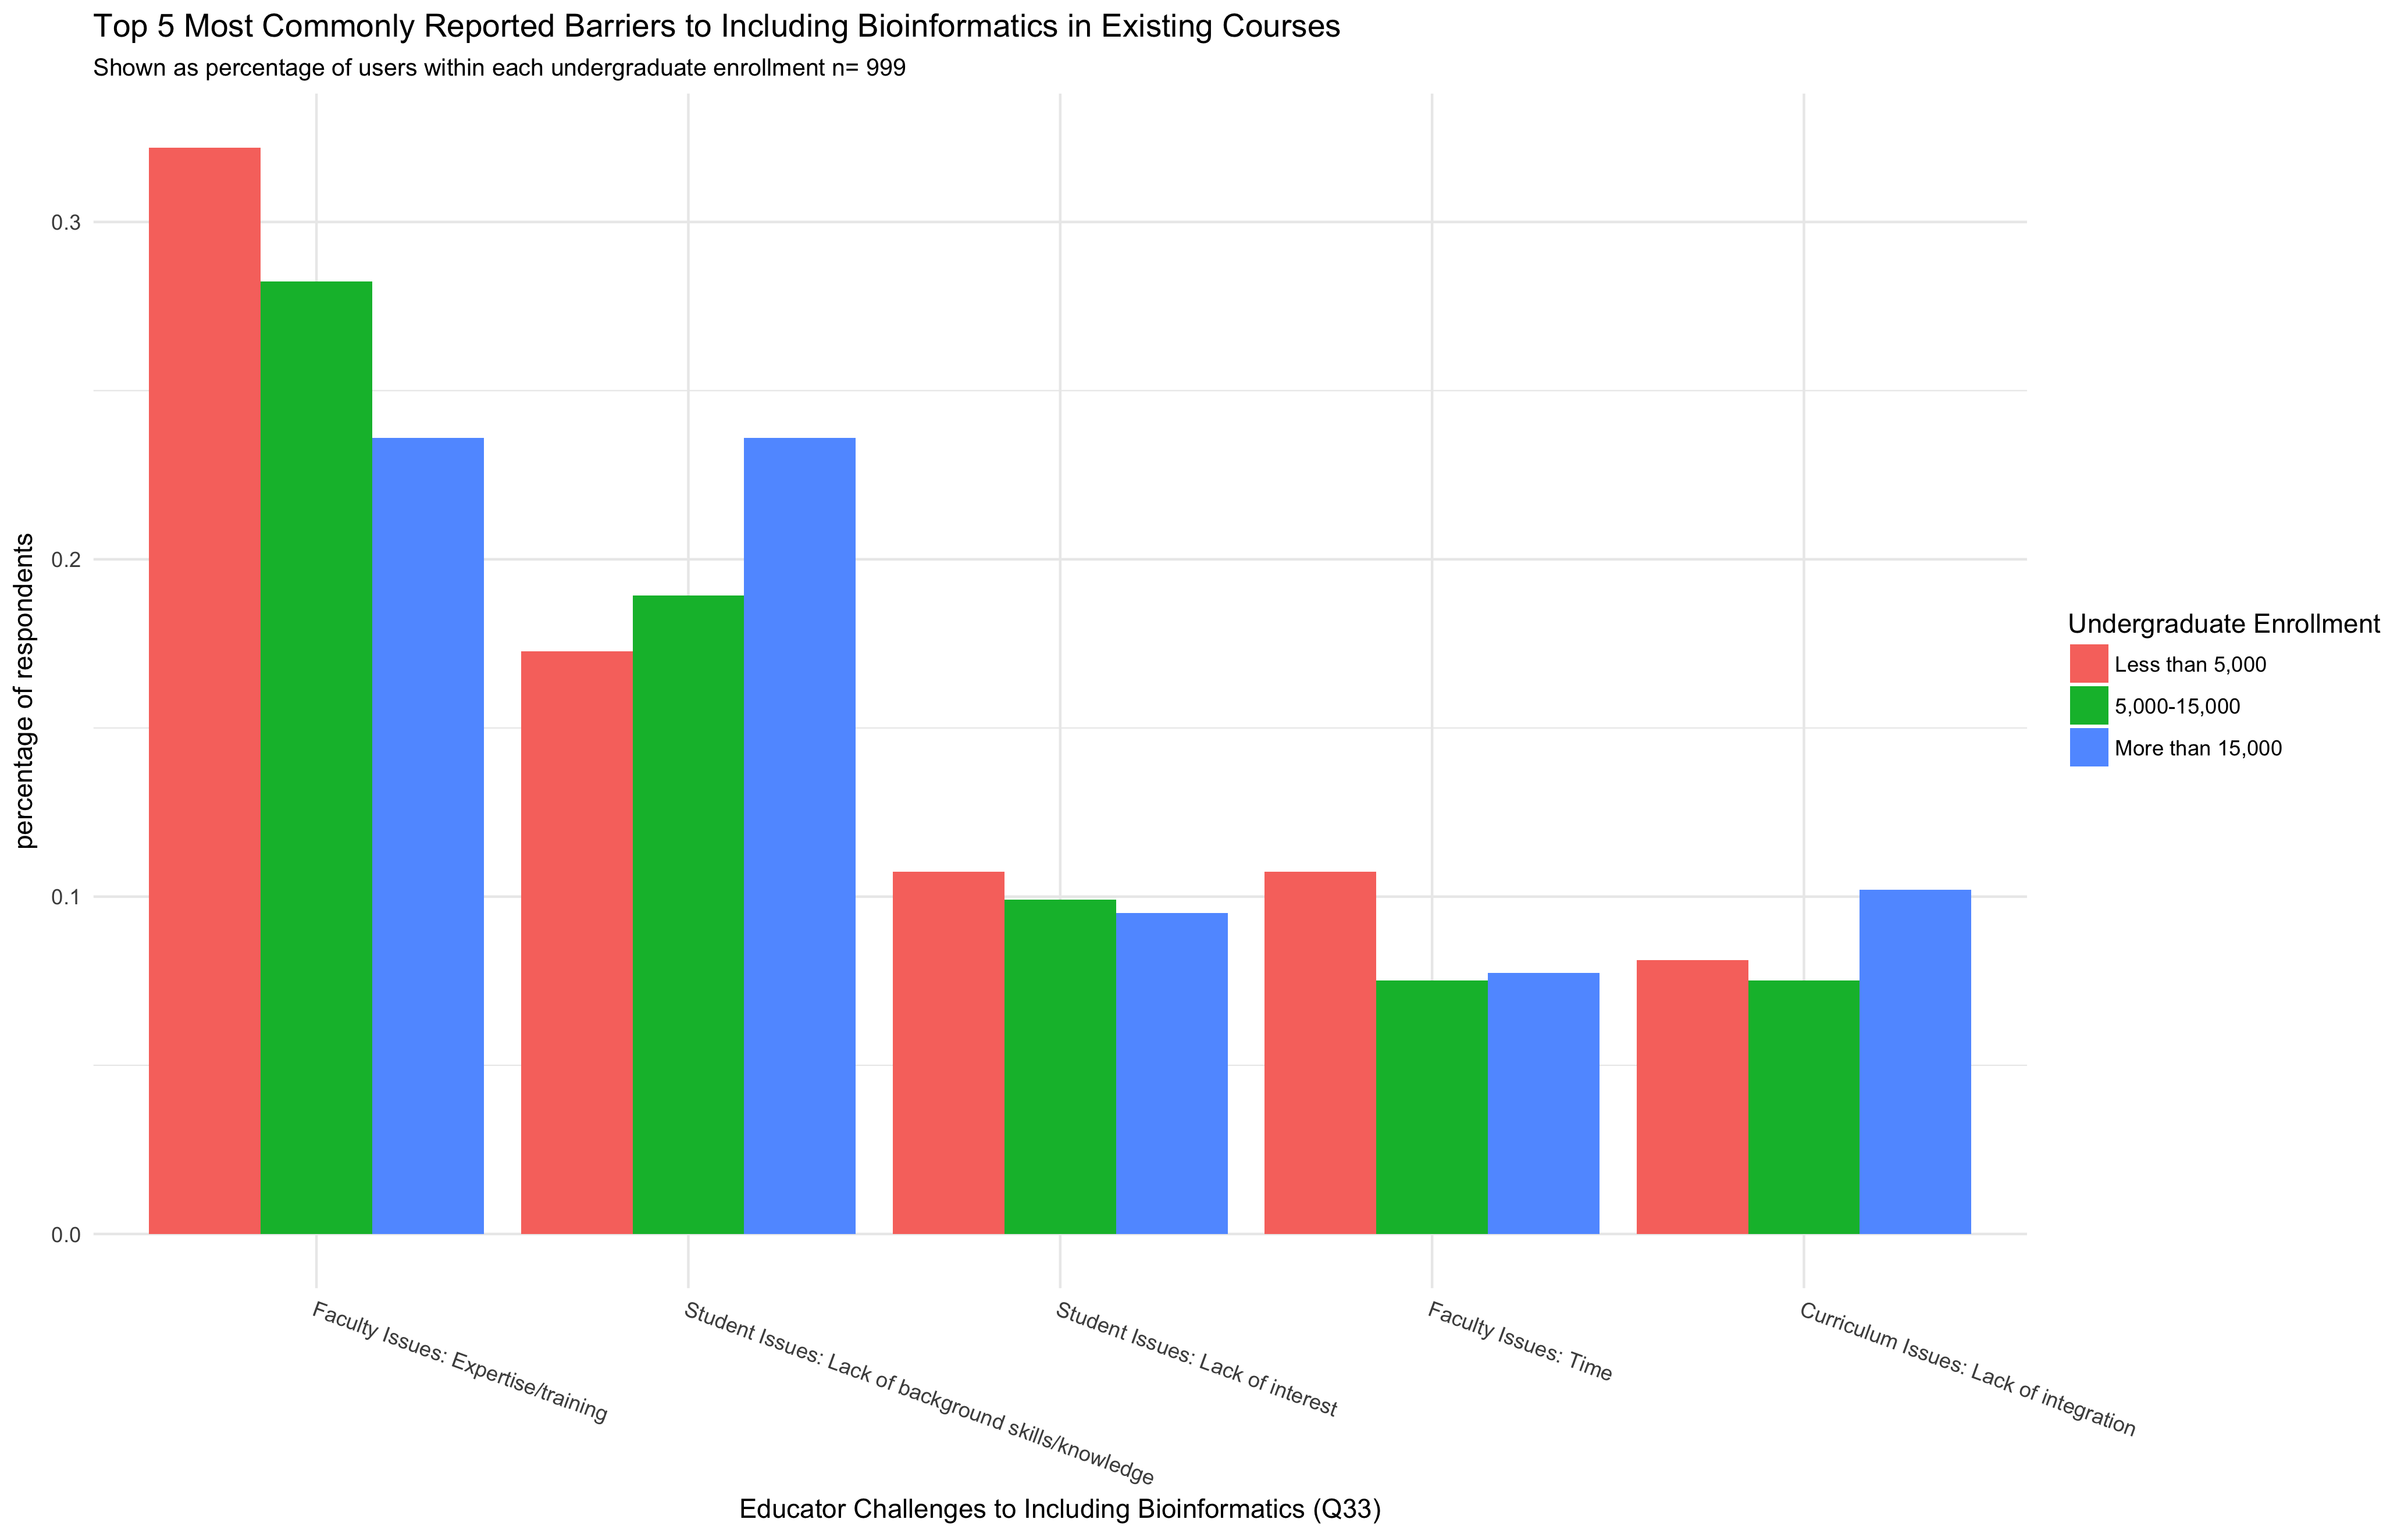 Top 5 Most Commonly Reported Barriers to Including Bioinformatics in Existing Courses
Shown as percentage of users within each undergraduate enrollment n= 999
percentage of respondents
0.3
0.2
0.1
0.0
Faculty Issues: Expertise/training
Student Issues: Lack of background skills/knowledge
Student Issues: Lack of interest
Faculty Issues: Time
Curriculum Issues: Lack of integration
Educator Challenges to Including Bioinformatics (Q33)
Undergraduate Enrollment
Less than 5,000
5,000-15,000
More than 15,000